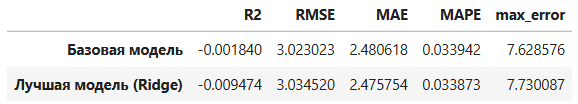 R2 RMSE MAE MAPE max_error
Базовая модель -0.001840 3.023023 2.480618 0.033942 7.628576
Лучшая модель (Ridge) -0.009474 3.034520 2.475754 0.033873 7.730087